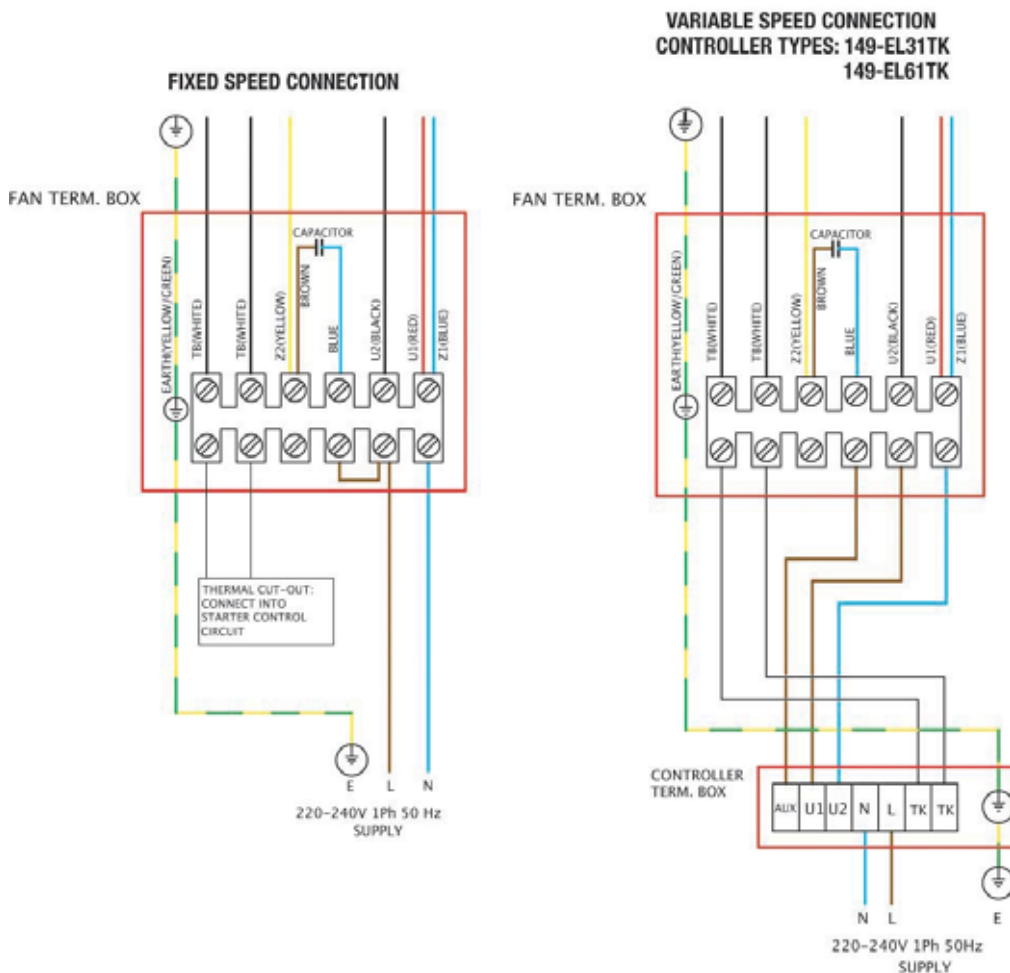 FIXED SPEED CONNECTION
FAN TERM. BOX
CAPACITOR
EARTH(YELLOW/GREEN)
TB(WHITE)
TB(WHITE)
Z2(YELLOW)
BROWN
BLUE
U2(BLACK)
U1(RED)
Z1(BLUE)
THERMAL CUT-OUT:
CONNECT INTO
STARTER CONTROL
CIRCUIT
E L N
220-240V 1Ph 50 Hz
SUPPLY
VARIABLE SPEED CONNECTION
CONTROLLER TYPES: 149-EL31TK
149-EL61TK
FAN TERM. BOX
CAPACITOR
EARTH(YELLOW/GREEN)
TB(WHITE)
TB(WHITE)
Z2(YELLOW)
BROWN
BLUE
U2(BLACK)
U1(RED)
Z1(BLUE)
CONTROLLER
TERM. BOX
AUX U1 U2 N L TK TK
N L E
220-240V 1Ph 50Hz
SUPPLY